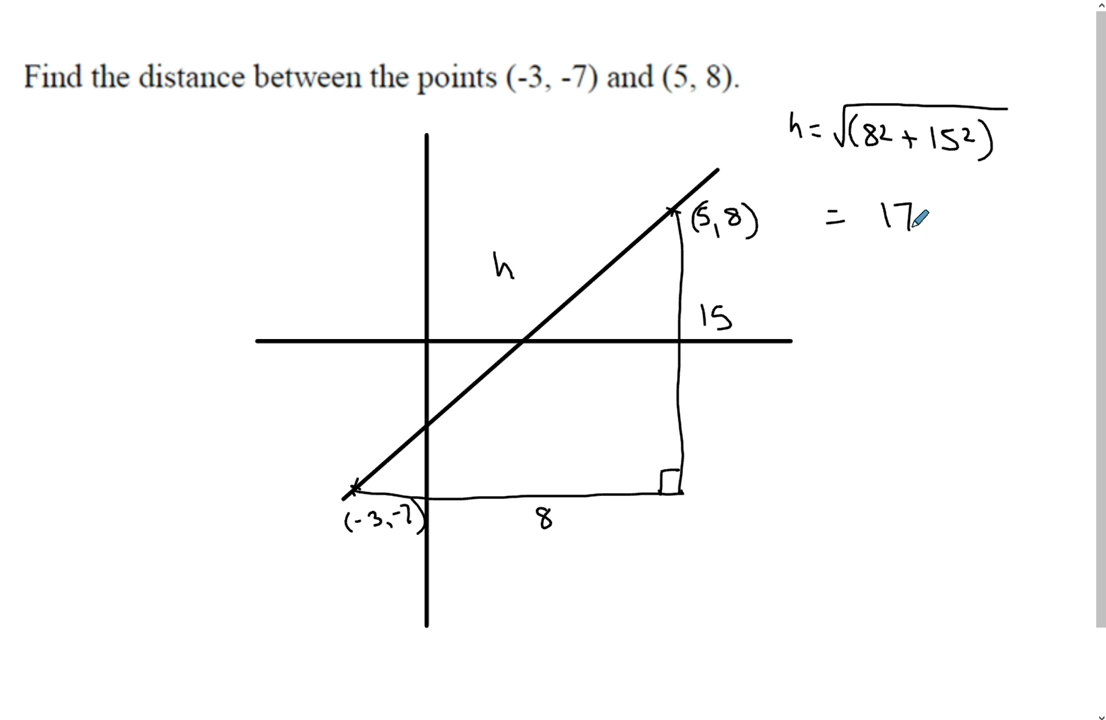 Find the distance between the points (-3, -7) and (5, 8).
h = √(8² + 15²)
= 17
(5, 8)
h
15
(-3, -7)
8